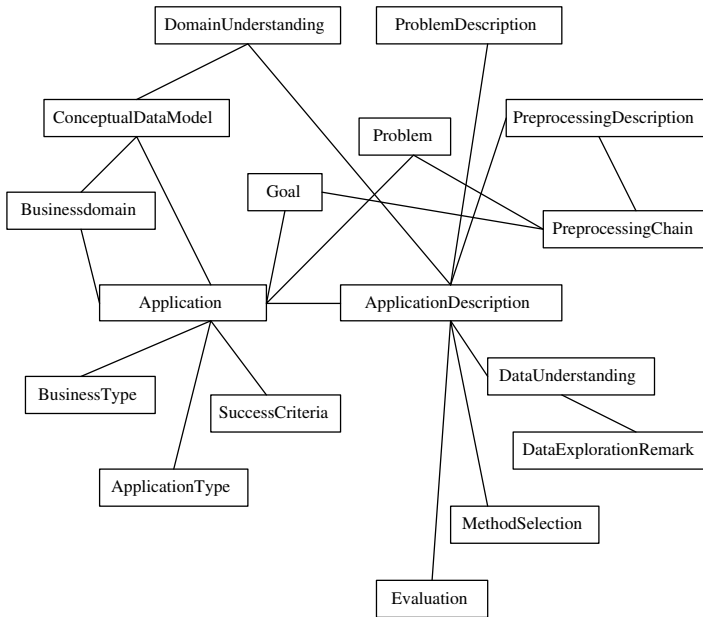 DomainUnderstanding
ProblemDescription
ConceptualDataModel
PreprocessingDescription
Problem
Goal
Businessdomain
PreprocessingChain
Application
ApplicationDescription
DataUnderstanding
BusinessType
SuccessCriteria
DataExplorationRemark
ApplicationType
MethodSelection
Evaluation